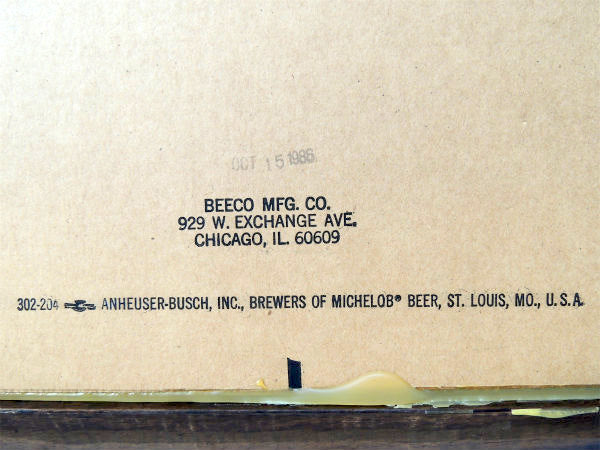 OCT 15 1986
BEECO MFG. CO.
929 W. EXCHANGE AVE.
CHICAGO, IL. 60609
302-204 ANHEUSER-BUSCH, INC., BREWERS OF MICHELOB® BEER, ST. LOUIS, MO., U.S.A.